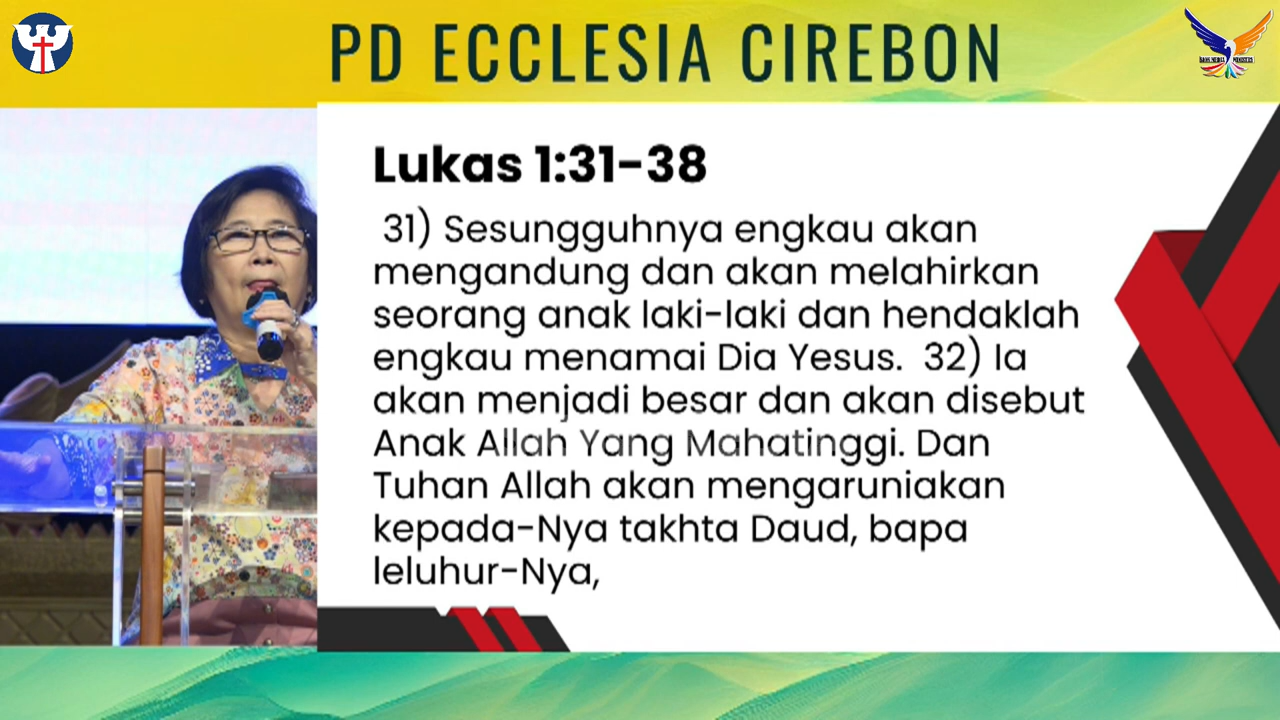 PD ECCLESIA CIREBON
Lukas 1:31-38
31) Sesungguhnya engkau akan
mengandung dan akan melahirkan
seorang anak laki-laki dan hendaklah
engkau menamai Dia Yesus. 32) Ia
akan menjadi besar dan akan disebut
Anak Allah Yang Mahatinggi. Dan
Tuhan Allah akan mengaruniakan
kepada-Nya takhta Daud, bapa
leluhur-Nya,